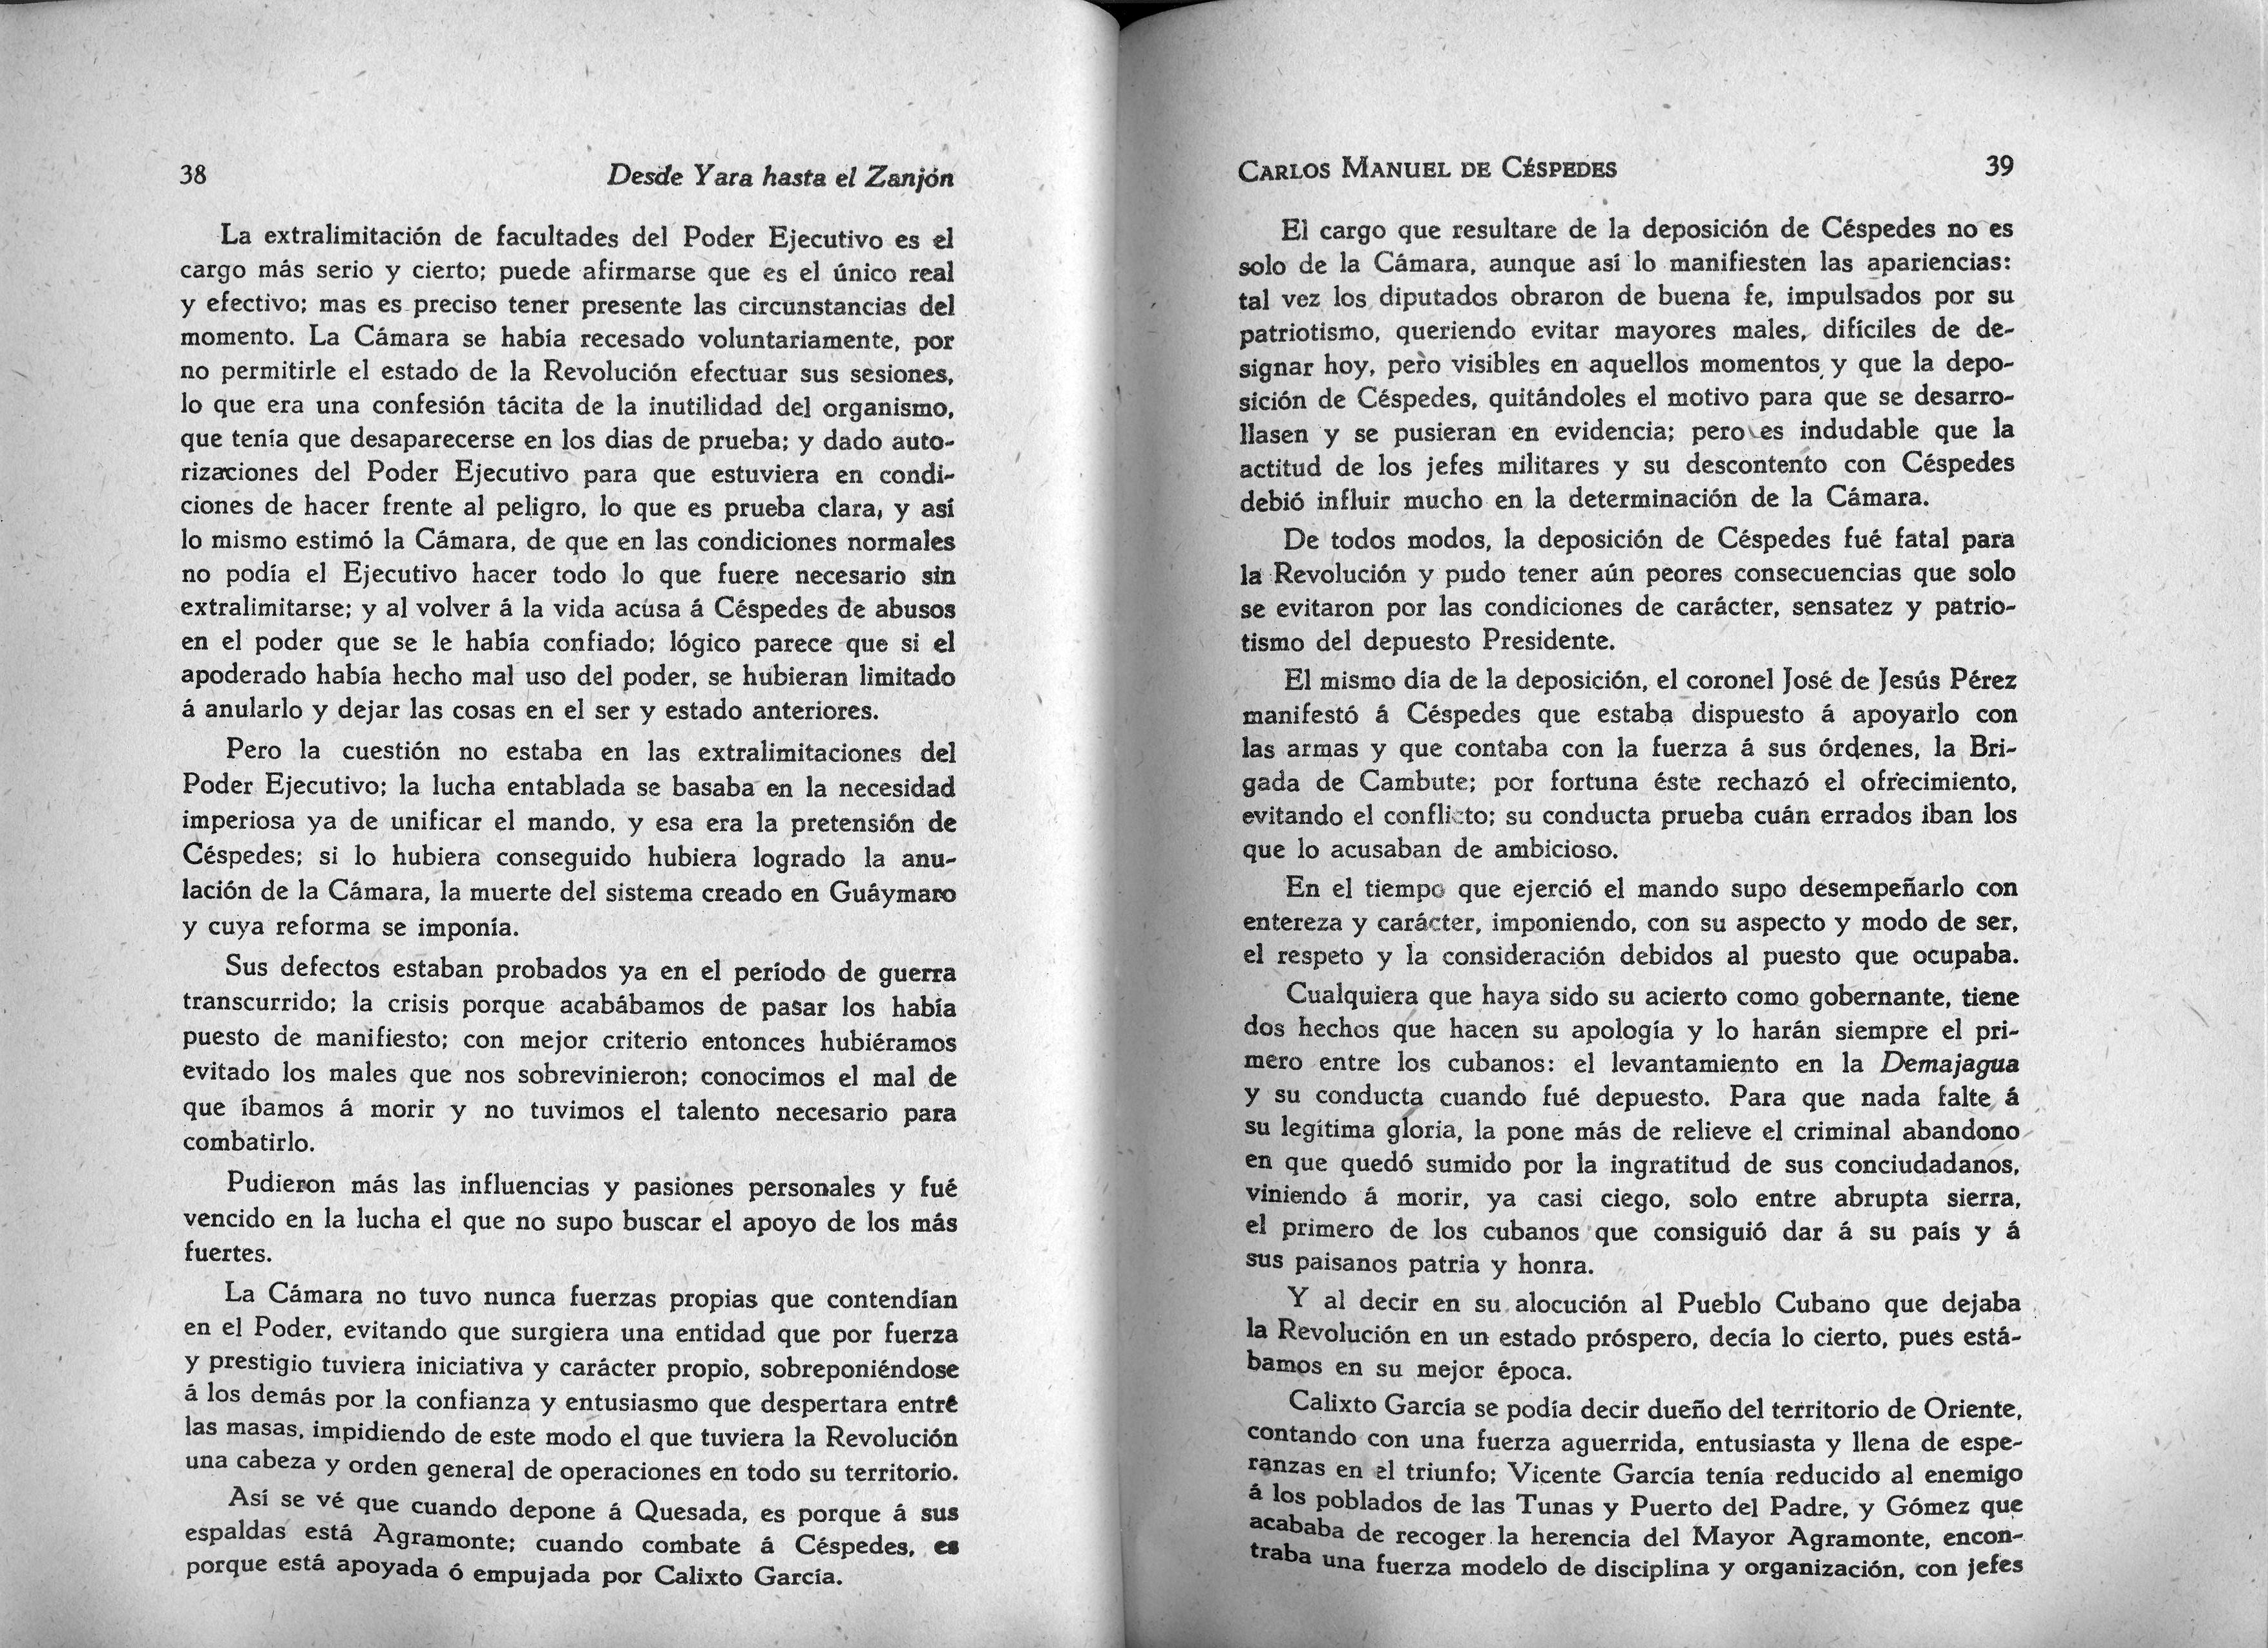 38
Desde Yara hasta el Zanjón
La extralimitación de facultades del Poder Ejecutivo es el
cargo más serio y cierto; puede afirmarse que es el único real
y efectivo; mas es preciso tener presente las circunstancias del
momento. La Cámara se había recesado voluntariamente, por
no permitirle el estado de la Revolución efectuar sus sesiones,
lo que era una confesión tácita de la inutilidad del organismo,
que tenía que desaparecerse en los dias de prueba; y dado auto-
rizaciones del Poder Ejecutivo para que estuviera en condi-
ciones de hacer frente al peligro, lo que es prueba clara, y así
lo mismo estimó la Cámara, de que en las condiciones normales
no podía el Ejecutivo hacer todo lo que fuere necesario sin
extralimitarse; y al volver á la vida acusa á Céspedes de abusos
en el poder que se le había confiado; lógico parece que si el
apoderado había hecho mal uso del poder, se hubieran limitado
á anularlo y dejar las cosas en el ser y estado anteriores.
Pero la cuestión no estaba en las extralimitaciones del
Poder Ejecutivo; la lucha entablada se basaba en la necesidad
imperiosa ya de unificar el mando, y esa era la pretensión de
Céspedes; si lo hubiera conseguido hubiera logrado la anu-
lación de la Cámara, la muerte del sistema creado en Guáymaro
y cuya reforma se imponía.
Sus defectos estaban probados ya en el período de guerra
transcurrido; la crisis porque acabábamos de pasar los había
puesto de manifiesto; con mejor criterio entonces hubiéramos
evitado los males que nos sobrevinieron; conocimos el mal de
que íbamos á morir y no tuvimos el talento necesario para
combatirlo.
Pudieron más las influencias y pasiones personales y fué
vencido en la lucha el que no supo buscar el apoyo de los más
fuertes.
La Cámara no tuvo nunca fuerzas propias que contendían
en el Poder, evitando que surgiera una entidad que por fuerza
y prestigio tuviera iniciativa y carácter propio, sobreponiéndose
á los demás por la confianza y entusiasmo que despertara entre
las masas, impidiendo de este modo el que tuviera la Revolución
una cabeza y orden general de operaciones en todo su territorio.
Así se vé que cuando depone á Quesada, es porque á sus
espaldas está Agramonte; cuando combate á Céspedes, es
porque está apoyada ó empujada por Calixto García.
CARLOS MANUEL DE CÉSPEDES
39
El cargo que resultare de la deposición de Céspedes no es
solo de la Cámara, aunque así lo manifiesten las apariencias:
tal vez los diputados obraron de buena fe, impulsados por su
patriotismo, queriendo evitar mayores males, difíciles de de-
signar hoy, pero visibles en aquellos momentos, y que la depo-
sición de Céspedes, quitándoles el motivo para que se desarro-
llasen y se pusieran en evidencia; pero es indudable que la
actitud de los jefes militares y su descontento con Céspedes
debió influir mucho en la determinación de la Cámara.
De todos modos, la deposición de Céspedes fué fatal para
la Revolución y pudo tener aún peores consecuencias que solo
se evitaron por las condiciones de carácter, sensatez y patrio-
tismo del depuesto Presidente.
El mismo día de la deposición, el coronel José de Jesús Pérez
manifestó á Céspedes que estaba dispuesto á apoyarlo con
las armas y que contaba con la fuerza á sus órdenes, la Bri-
gada de Cambute; por fortuna éste rechazó el ofrecimiento,
evitando el conflicto; su conducta prueba cuán errados iban los
que lo acusaban de ambicioso.
En el tiempo que ejerció el mando supo desempeñarlo con
entereza y carácter, imponiendo, con su aspecto y modo de ser,
el respeto y la consideración debidos al puesto que ocupaba.
Cualquiera que haya sido su acierto como gobernante, tiene
dos hechos que hacen su apología y lo harán siempre el pri-
mero entre los cubanos: el levantamiento en la Demajagua
y su conducta cuando fué depuesto. Para que nada falte á
su legítima gloria, la pone más de relieve el criminal abandono
en que quedó sumido por la ingratitud de sus conciudadanos,
viniendo á morir, ya casi ciego, solo entre abrupta sierra,
el primero de los cubanos que consiguió dar á su país y á
sus paisanos patria y honra.
Y al decir en su alocución al Pueblo Cubano que dejaba
la Revolución en un estado próspero, decía lo cierto, pues está-
bamos en su mejor época.
Calixto García se podía decir dueño del territorio de Oriente,
contando con una fuerza aguerrida, entusiasta y llena de espe-
ranzas en el triunfo; Vicente García tenía reducido al enemigo
á los poblados de las Tunas y Puerto del Padre, y Gómez que
acababa de recoger la herencia del Mayor Agramonte, encon-
traba una fuerza modelo de disciplina y organización, con jefes